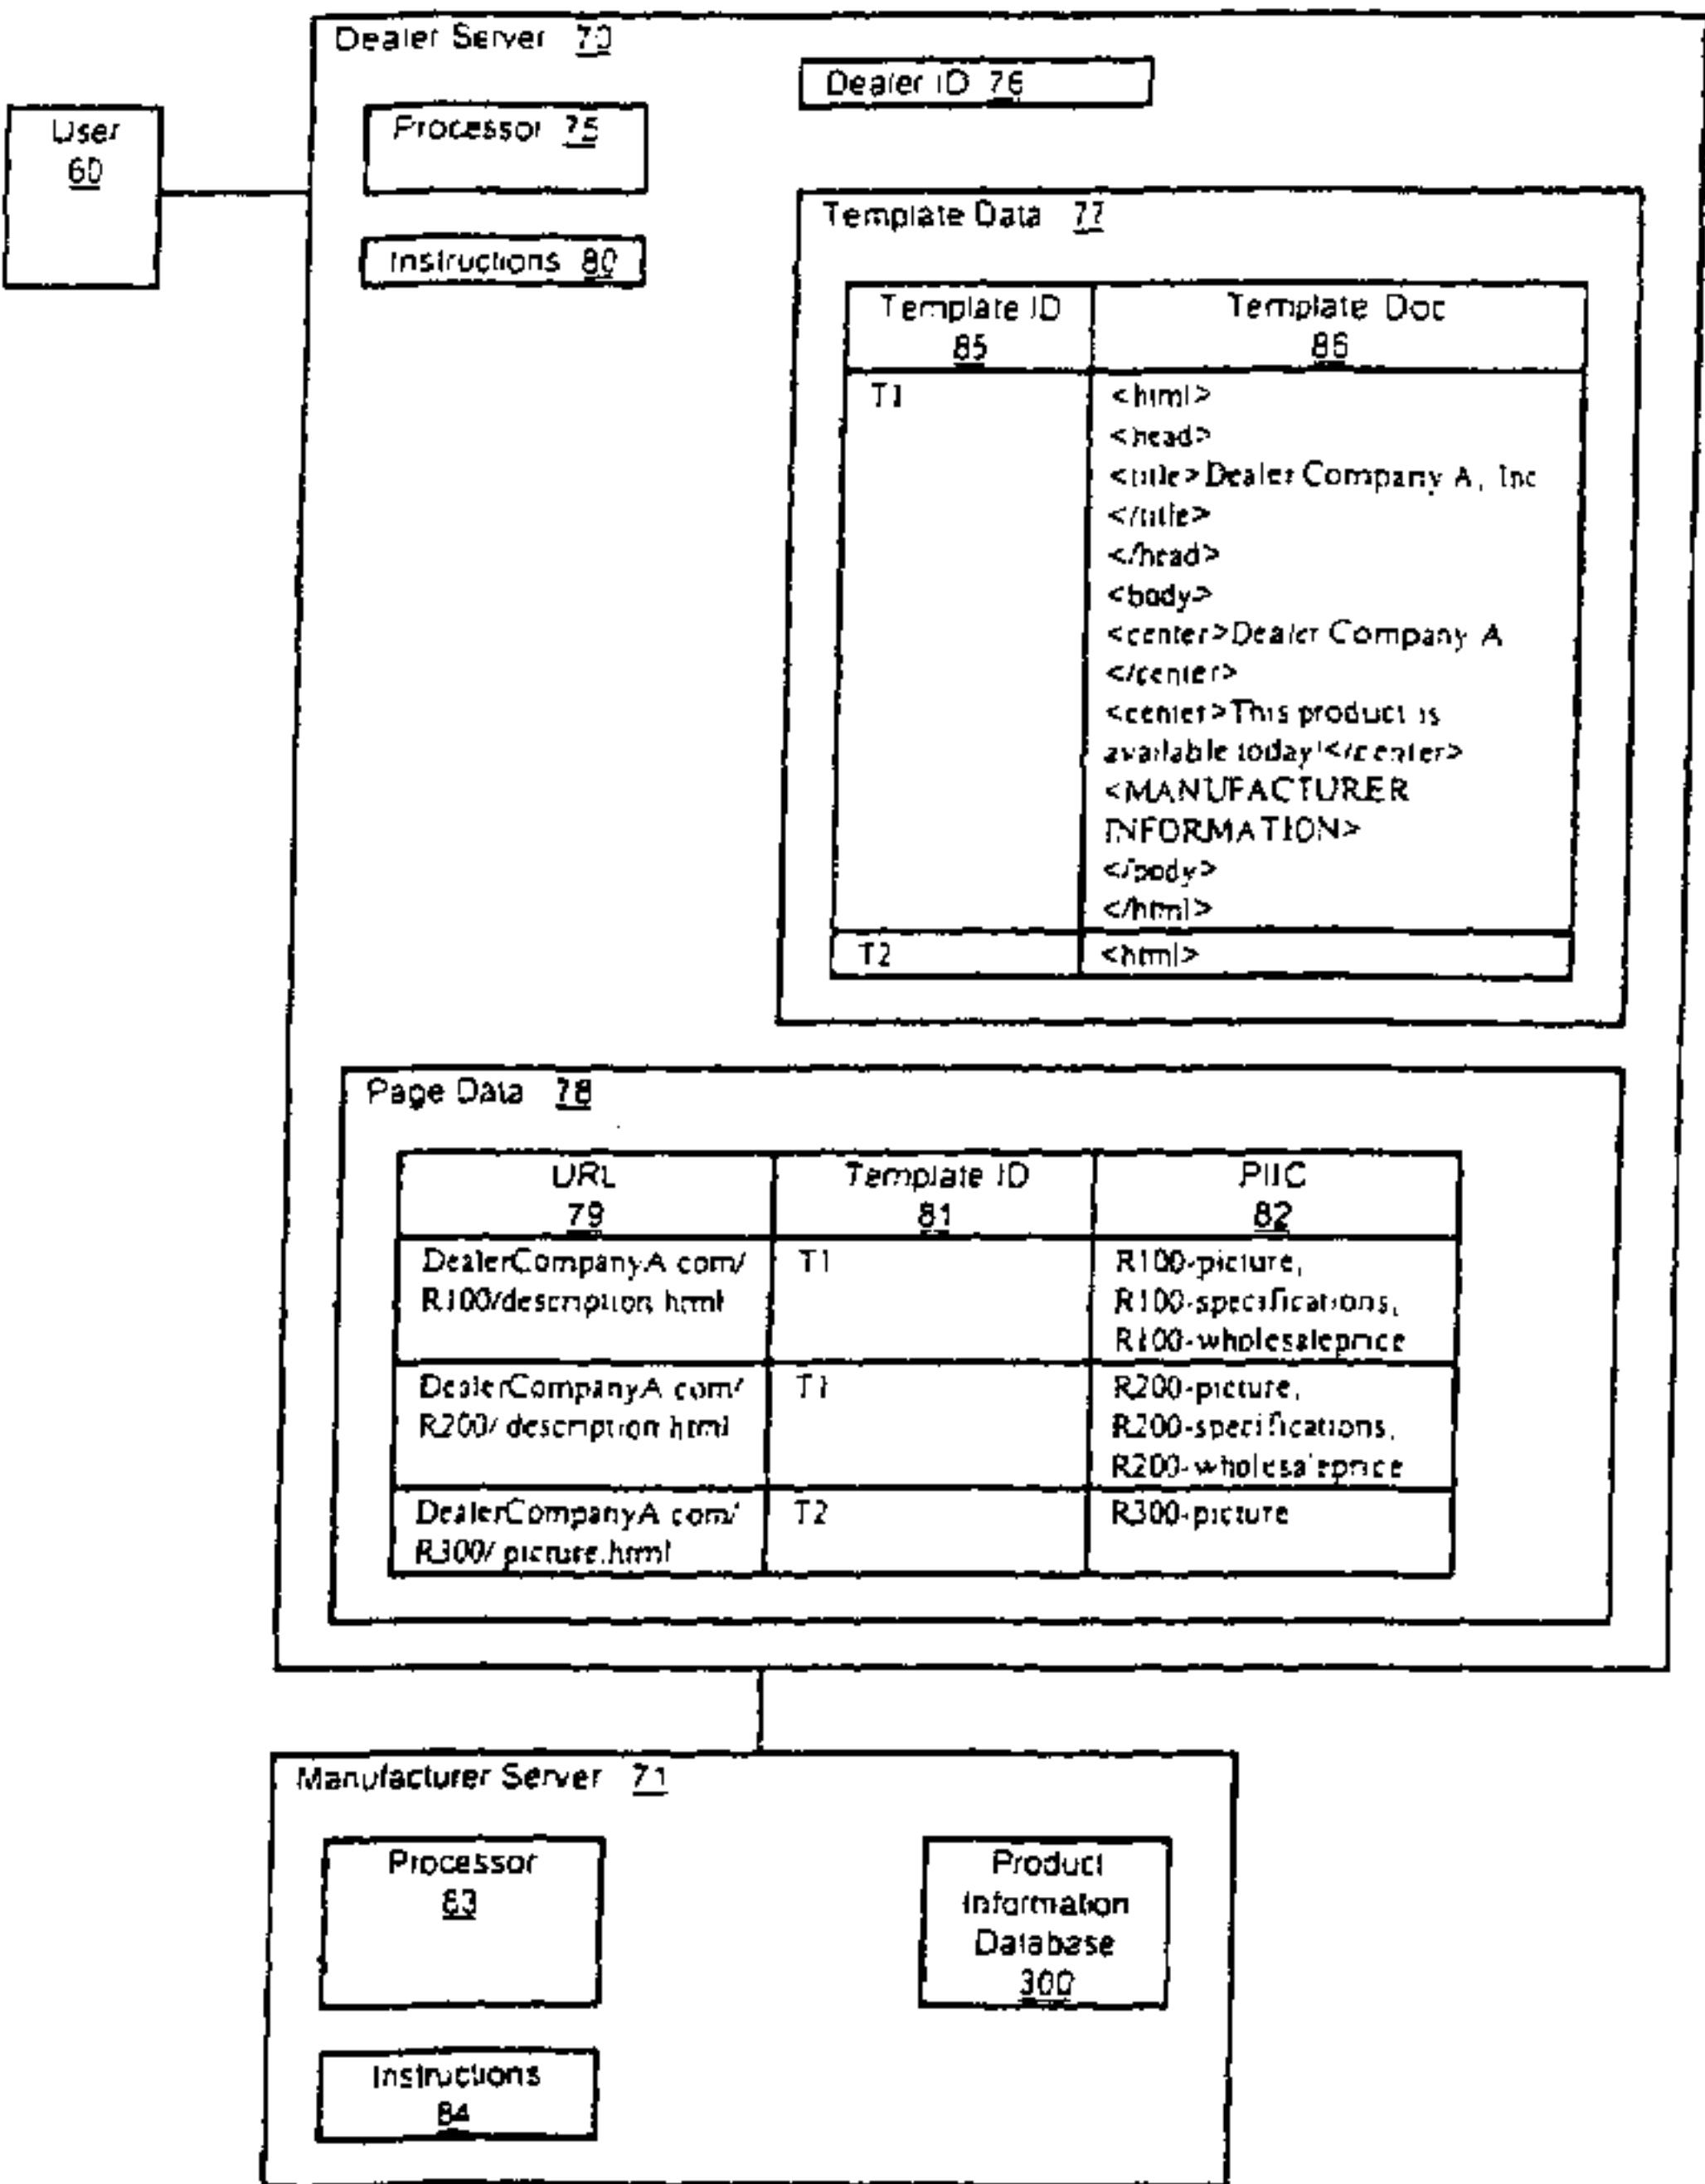 Dealer Server 70
Dealer ID 76
User
60
Processor 75
Instructions 80
Template Data 77
Template ID
85
Template Doc
86
T1
<html>
<head>
<title>Dealer Company A, Inc
</title>
</head>
<body>
<center>Dealer Company A
</center>
<center>This product is
available today!</center>
<MANUFACTURER
INFORMATION>
</body>
</html>
T2
<html>
Page Data 78
URL
79
Template ID
81
PIIC
82
DealerCompanyA.com/
R100/description.html
T1
R100-picture,
R100-specifications,
R100-wholesaleprice
DealerCompanyA.com/
R200/ description.html
T1
R200-picture,
R200-specifications,
R200-wholesaleprice
DealerCompanyA.com/
R300/ picture.html
T2
R300-picture
Manufacturer Server 71
Processor
83
Product
Information
Database
300
Instructions
84